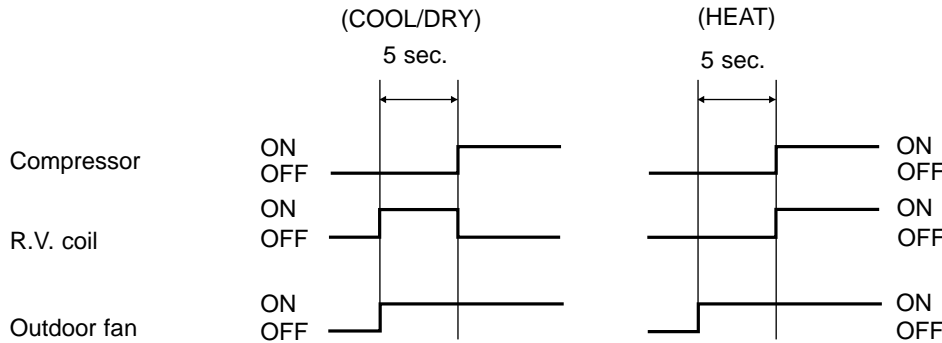 (COOL/DRY) (HEAT)
5 sec. 5 sec.
Compressor ON ON
OFF OFF
R.V. coil ON ON
OFF OFF
Outdoor fan ON ON
OFF OFF